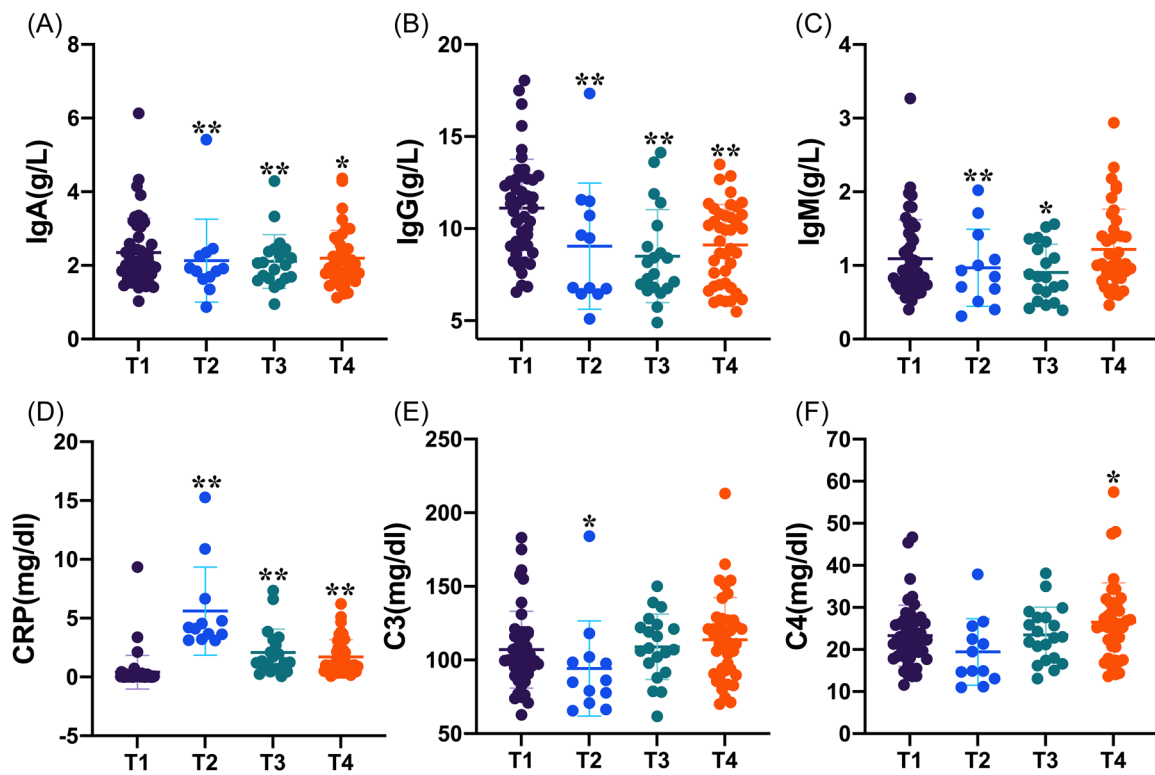 (A)
8
6
4
2
0
IgA(g/L)
**
**
*
T1 T2 T3 T4
(B)
20
15
10
5
IgG(g/L)
**
**
**
T1 T2 T3 T4
(C)
4
3
2
1
0
IgM(g/L)
**
*
T1 T2 T3 T4
(D)
20
15
10
5
0
-5
CRP(mg/dl)
**
**
**
T1 T2 T3 T4
(E)
250
200
150
100
50
C3(mg/dl)
*
T1 T2 T3 T4
(F)
70
60
50
40
30
20
10
0
C4(mg/dl)
*
T1 T2 T3 T4